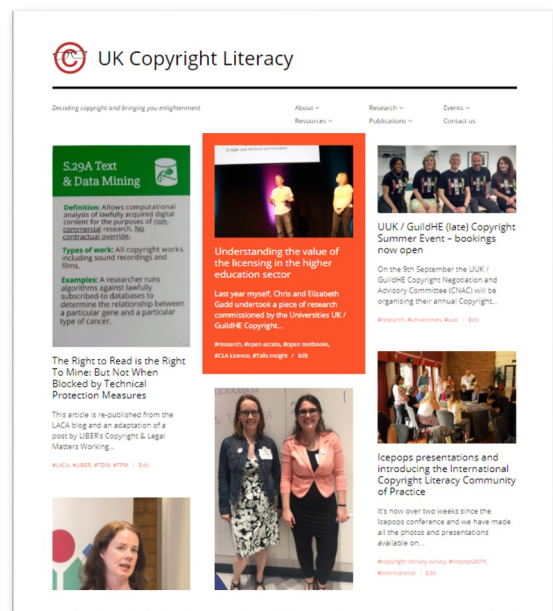 UK Copyright Literacy
Decoding copyright and bringing you enlightenment
About
Research
Events
Resources
Publications
Contact us
S.29A Text
& Data Mining
Definition: Allows computational
analysis of lawfully acquired digital
content for the purposes of non-
commercial research. No
contractual override.
Types of work: All copyright works
including sound recordings and
films.
Examples: A researcher runs
algorithms against lawfully
subscribed-to databases to
determine the relationship between
a particular gene and a particular
type of cancer.
The Right to Read is the Right
To Mine: But Not When
Blocked by Technical
Protection Measures
This article is re-published from the
LACA blog and an adaptation of a
post by LIBER's Copyright & Legal
Matters Working...
#LACA, #LIBER, #TDM, #TPM / Edit
Understanding the value of
the licensing in the higher
education sector
Last year myself, Chris and Elizabeth
Gadd undertook a piece of research
commissioned by the Universities UK /
GuildHE Copyright...
#research, #open access, #open textbooks,
#CLA Licence, #Talis Insight / Edit
UUK / GuildHE (late) Copyright
Summer Event – bookings
now open
On the 9th September the UUK /
GuildHE Copyright Negotiation and
Advisory Committee (CNAC) will be
organising their annual Copyright...
#research, #universities, #uuk / Edit
Icepops presentations and
introducing the International
Copyright Literacy Community
of Practice
It's now over two weeks since the
Icepops conference and we have made
all the photos and presentations
available on...
#copyright literacy survey, #icepops2019,
#international / Edit